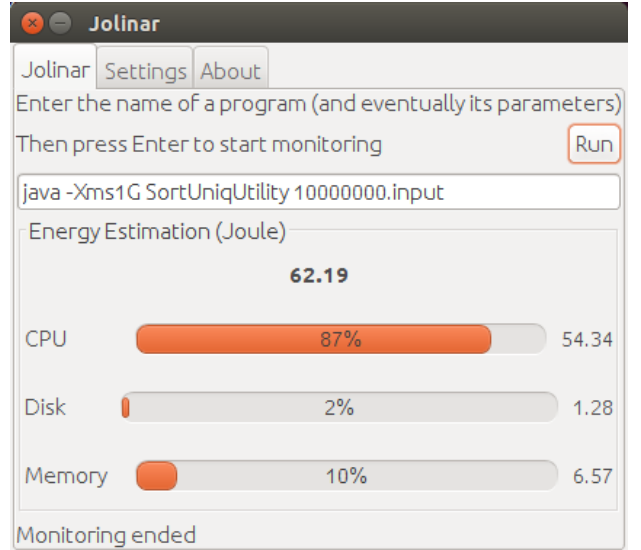 Jolinar
Jolinar Settings About
Enter the name of a program (and eventually its parameters)
Then press Enter to start monitoring Run
java -Xms1G SortUniqUtility 10000000.input
Energy Estimation (Joule)
62.19
CPU 87% 54.34
Disk 2% 1.28
Memory 10% 6.57
Monitoring ended